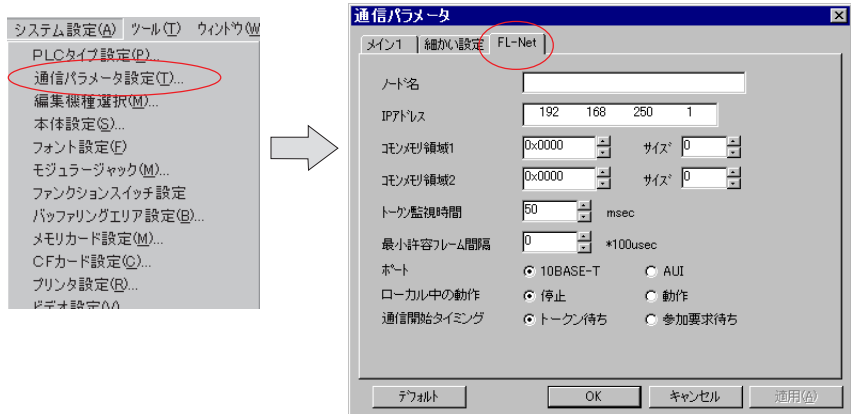 システム設定(A) ツール(T) ウィンドウ(W
PLCタイプ設定(P)...
通信パラメータ設定(T)...
編集機種選択(M)...
本体設定(S)...
フォント設定(F)
モジュラージャック(M)...
ファンクションスイッチ設定
バッファリングエリア設定(B)...
メモリカード設定(M)...
CFカード設定(C)...
プリンタ設定(R)...
ビデオ設定(V)
通信パラメータ
メイン1 細かい設定 FL-Net
ノード名
IPアドレス 192 168 250 1
コモンメモリ領域1 0x0000 サイズ 0
コモンメモリ領域2 0x0000 サイズ 0
トークン監視時間 50 msec
最小許容フレーム間隔 0 *100usec
ポート 10BASE-T AUI
ローカル中の動作 停止 動作
通信開始タイミング トークン待ち 参加要求待ち
デフォルト OK キャンセル 適用(A)